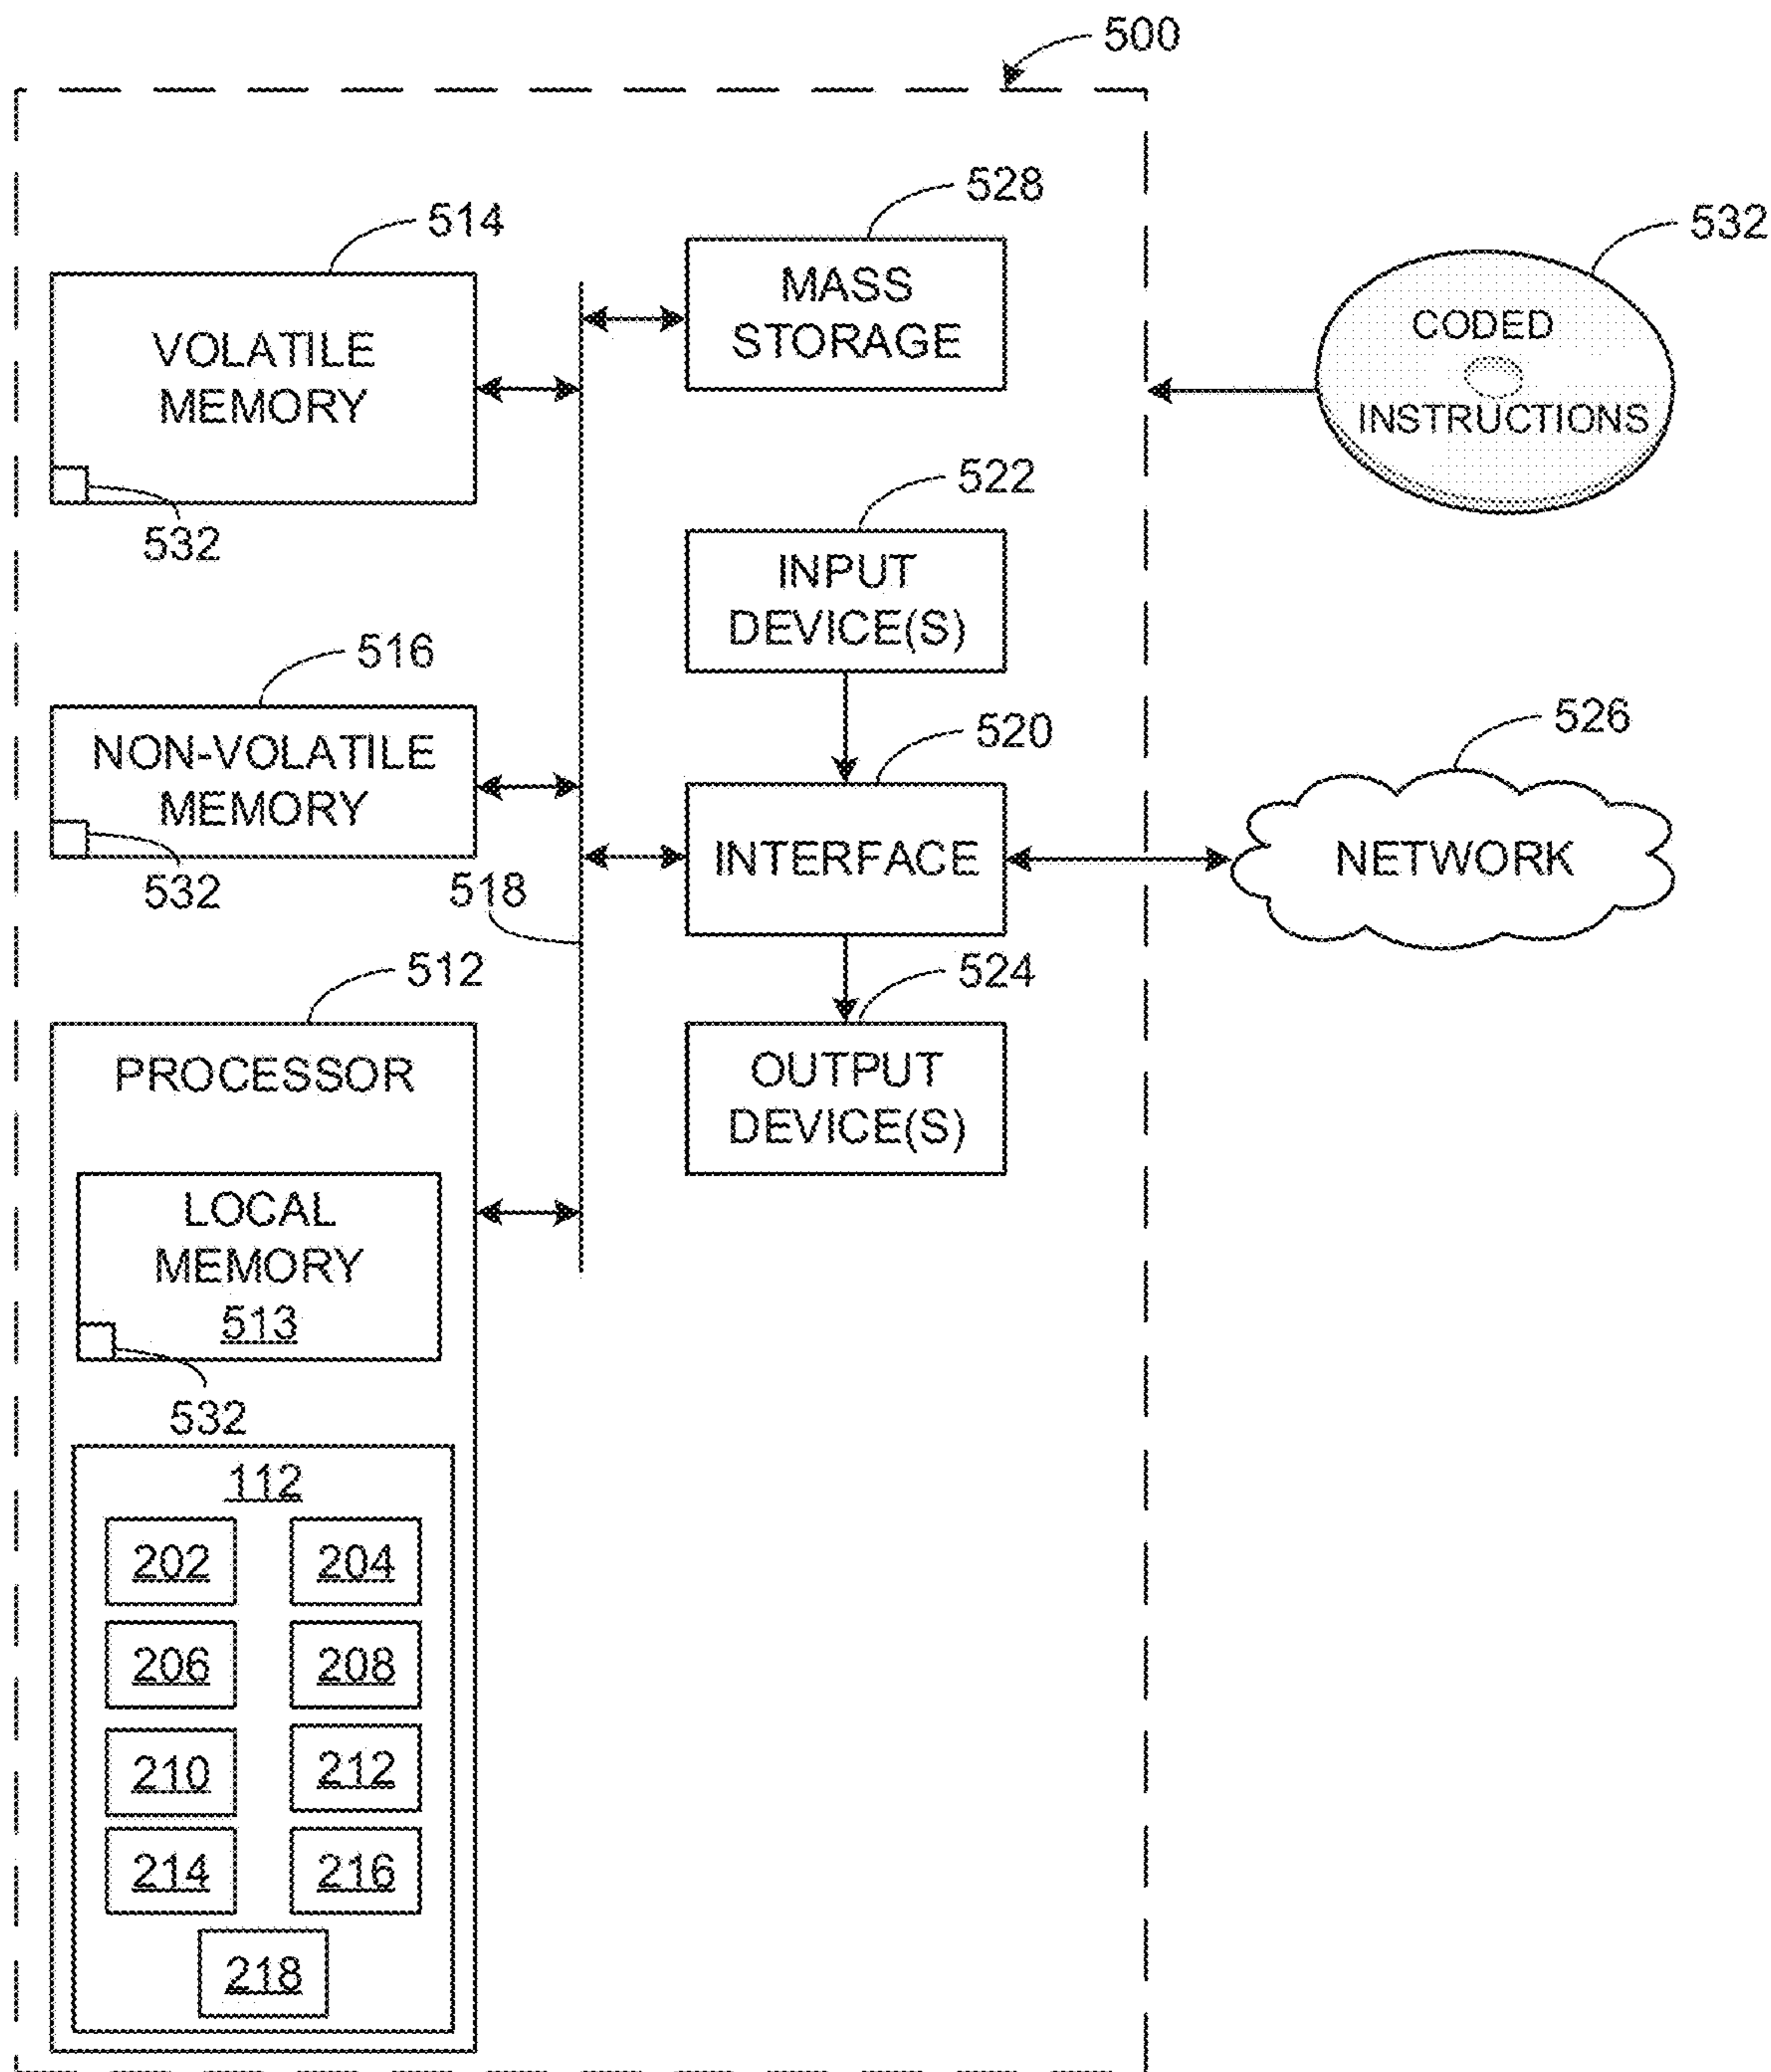 500
528
514
532
MASS
STORAGE
VOLATILE
MEMORY
CODED
INSTRUCTIONS
522
532
INPUT
DEVICE(S)
516
526
520
NON-VOLATILE
MEMORY
INTERFACE
NETWORK
532
518
512
524
PROCESSOR
OUTPUT
DEVICE(S)
LOCAL
MEMORY
513
532
112
202
204
206
208
210
212
214
216
218